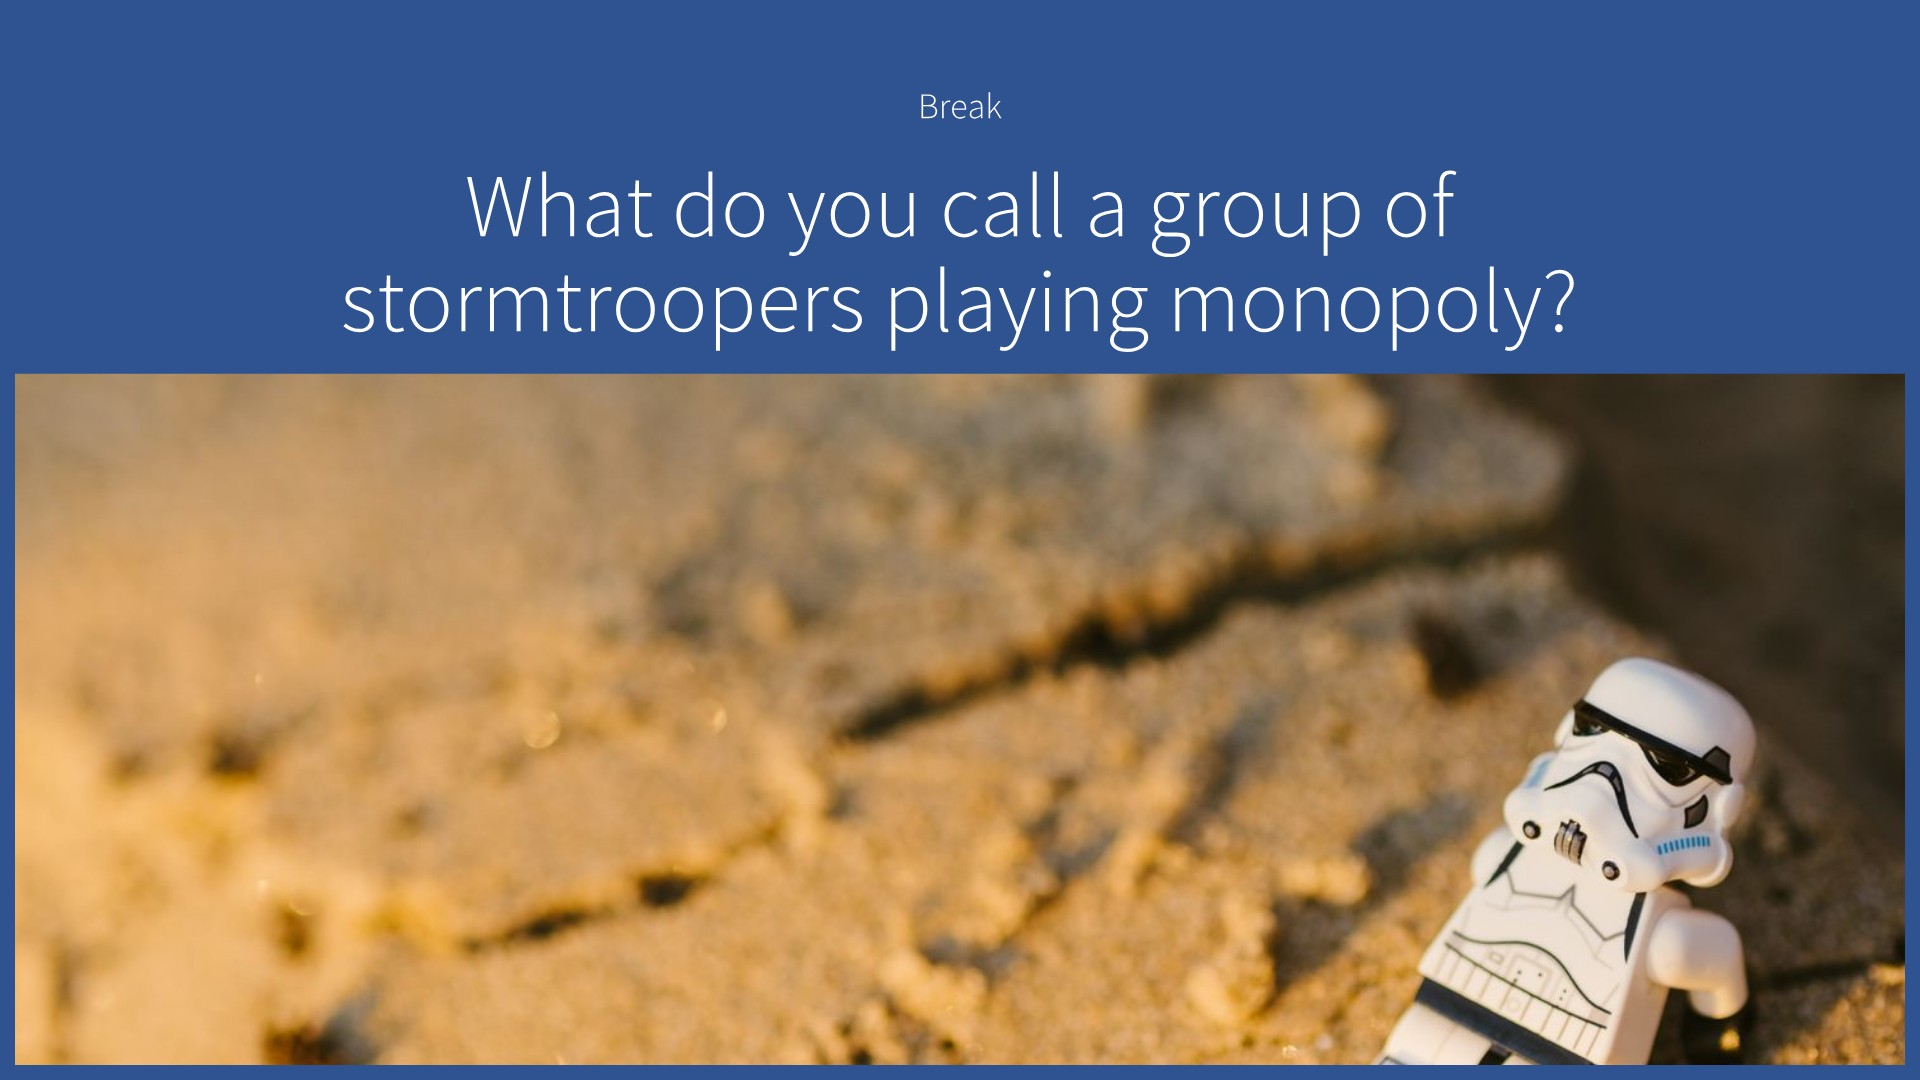 Break
What do you call a group of
stormtroopers playing monopoly?